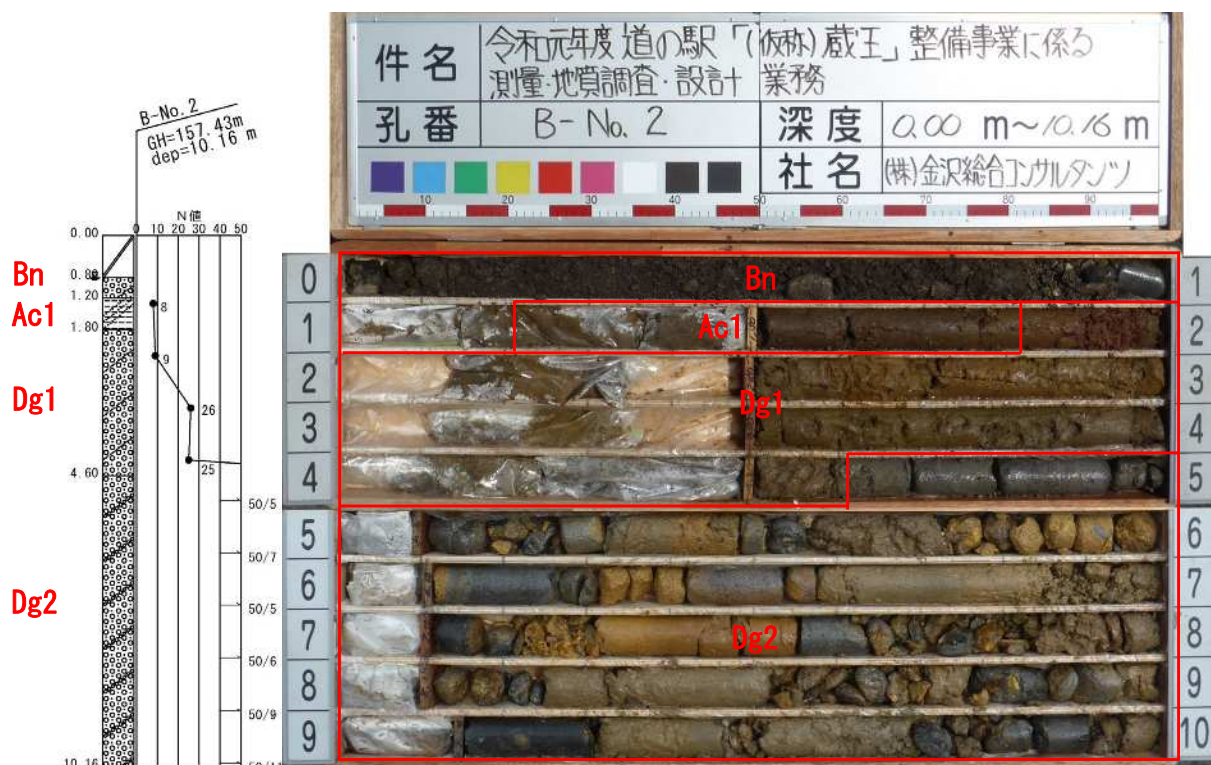 件名
令和元年度 道の駅「(仮称)蔵王」整備事業に係る
測量・地質調査・設計 業務
孔番 B-No.2 深度 0.00 m~10.16 m
社名 (株)金沢総合コンサルタンツ
10 20 30 40 50 60 70 80 90
B-No.2
GH=157.43m
dep=10.16 m
N値
0 10 20 30 40 50
0.00
1.20
1.80
4.60
8
9
26
25
50/5
50/7
50/5
50/6
50/9
Bn
Ac1
Dg1
Dg2
0 Bn 1
1 Ac1 2
2 3
Dg1
3 4
4 5
5 6
6 7
7 Dg2 8
8 9
9 10